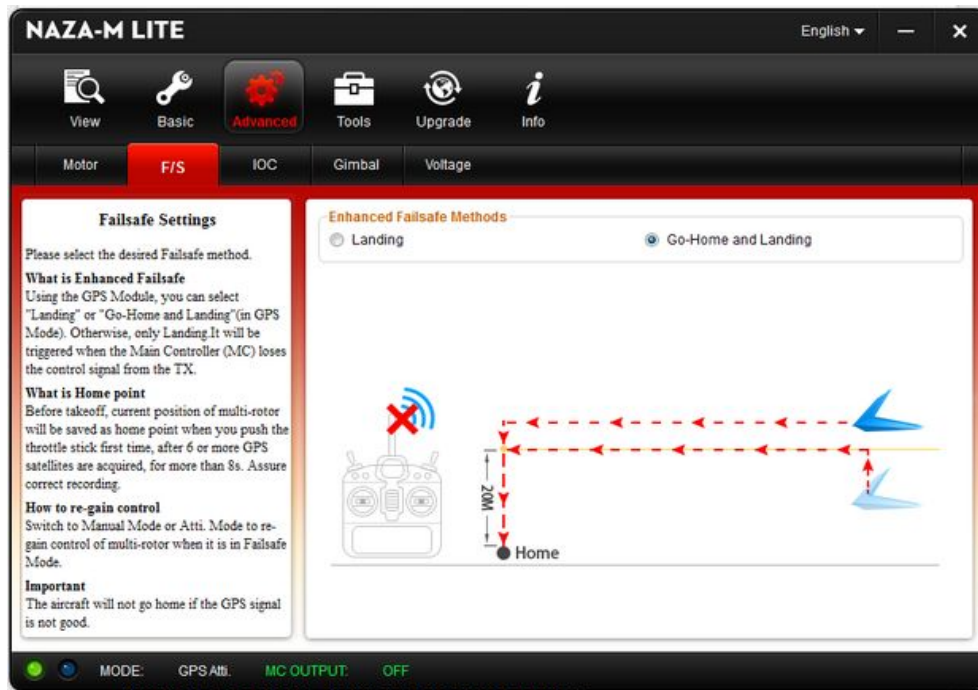 NAZA-M LITE
English
View
Basic
Advanced
Tools
Upgrade
Info
Motor
F/S
IOC
Gimbal
Voltage
Failsafe Settings
Please select the desired Failsafe method.
What is Enhanced Failsafe
Using the GPS Module, you can select
"Landing" or "Go-Home and Landing"(in GPS
Mode). Otherwise, only Landing.It will be
triggered when the Main Controller (MC) loses
the control signal from the TX.
What is Home point
Before takeoff, current position of multi-rotor
will be saved as home point when you push the
throttle stick first time, after 6 or more GPS
satellites are acquired, for more than 8s. Assure
correct recording.
How to re-gain control
Switch to Manual Mode or Atti. Mode to re-
gain control of multi-rotor when it is in Failsafe
Mode.
Important
The aircraft will not go home if the GPS signal
is not good.
Enhanced Failsafe Methods
Landing
Go-Home and Landing
20M
Home
MODE: GPS Atti. MC OUTPUT: OFF